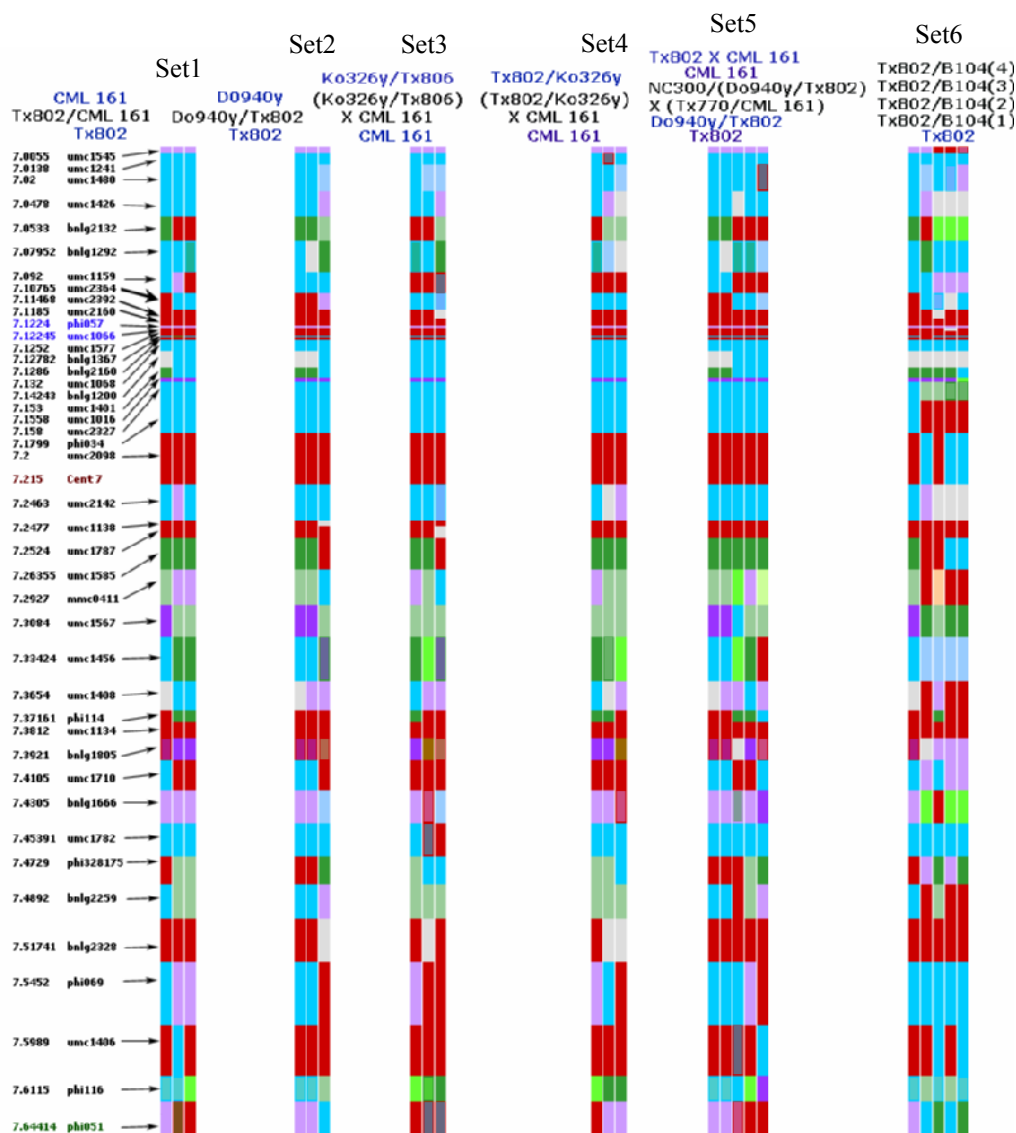 Set1
Set2
Set3
Set4
Set5
Set6
CML 161
Tx802/CML 161
Tx802
D0940y
Do940y/Tx802
Tx802
Ko326y/Tx806
(Ko326y/Tx806)
X CML 161
CML 161
Tx802/Ko326y
(Tx802/Ko326y)
X CML 161
CML 161
Tx802 X CML 161
CML 161
NC300/(Do940y/Tx802)
X (Tx770/CML 161)
Do940y/Tx802
Tx802
Tx802/B104(4)
Tx802/B104(3)
Tx802/B104(2)
Tx802/B104(1)
Tx802
7.0055 umc1545
7.0138 umc1241
7.02 umc1480
7.0478 umc1426
7.0533 bnlg2132
7.07952 bnlg1292
7.092 umc1159
7.10765 umc2364
7.11468 umc2392
7.1185 umc2160
7.1224 phi057
7.12245 umc1066
7.1252 umc1577
7.12782 bnlg1367
7.1286 bnlg2160
7.132 umc1068
7.14243 bnlg1200
7.153 umc1401
7.1558 umc1016
7.158 umc2327
7.1799 phi034
7.2 umc2098
7.215 Cent7
7.2463 umc2142
7.2477 umc1138
7.2524 umc1787
7.26355 umc1585
7.2927 mmc0411
7.3084 umc1567
7.33424 umc1456
7.3654 umc1408
7.37161 phi114
7.3812 umc1134
7.3921 bnlg1805
7.4105 umc1710
7.4305 bnlg1666
7.45391 umc1782
7.4729 phi328175
7.4892 bnlg2259
7.51741 bnlg2328
7.5452 phi069
7.5989 umc1406
7.6115 phi116
7.64414 phi051